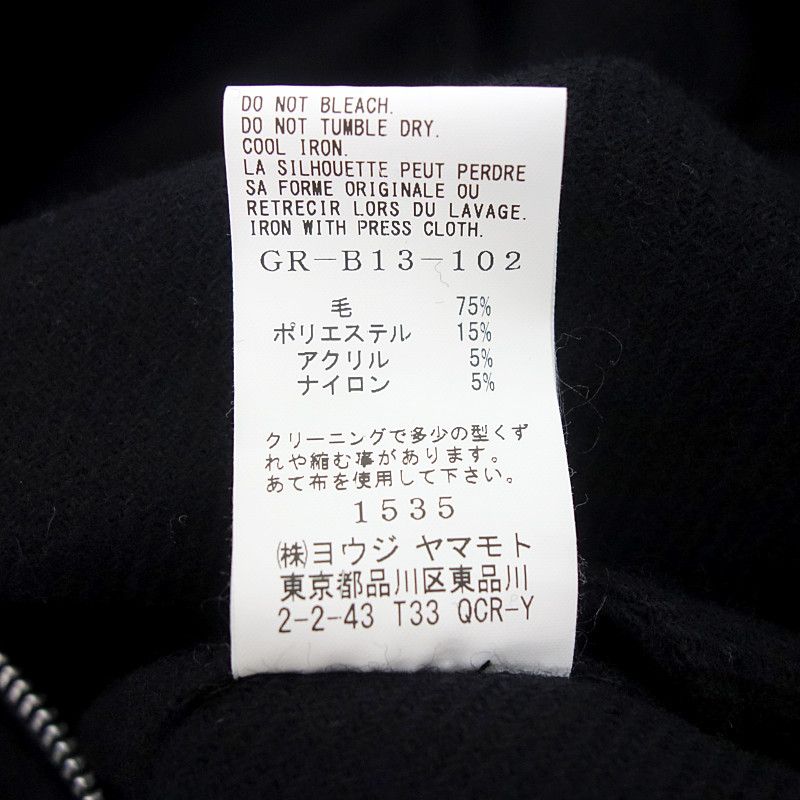 DO NOT BLEACH.
DO NOT TUMBLE DRY.
COOL IRON.
LA SILHOUETTE PEUT PERDRE
SA FORME ORIGINALE OU
RETRECIR LORS DU LAVAGE.
IRON WITH PRESS CLOTH.
GR-B13-102
毛 75%
ポリエステル 15%
アクリル 5%
ナイロン 5%
クリーニングで多少の型くず
れや縮む事があります。
あて布を使用して下さい。
1535
㈱ヨウジ ヤマモト
東京都品川区東品川
2-2-43 T33 QCR-Y